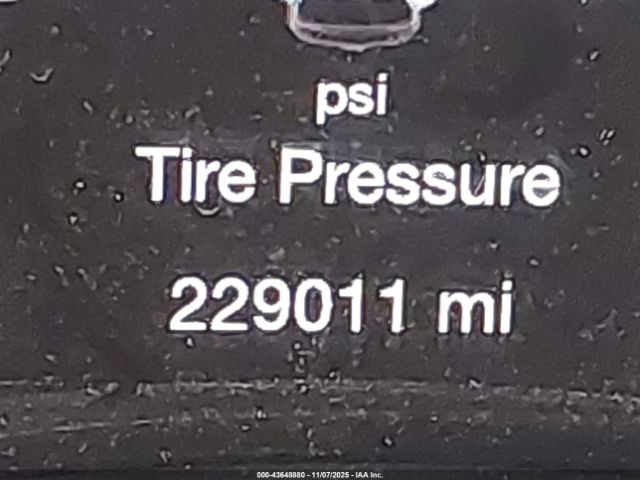 psi
Tire Pressure
229011 mi
000-43648880 - 11/07/2025 - IAA Inc.